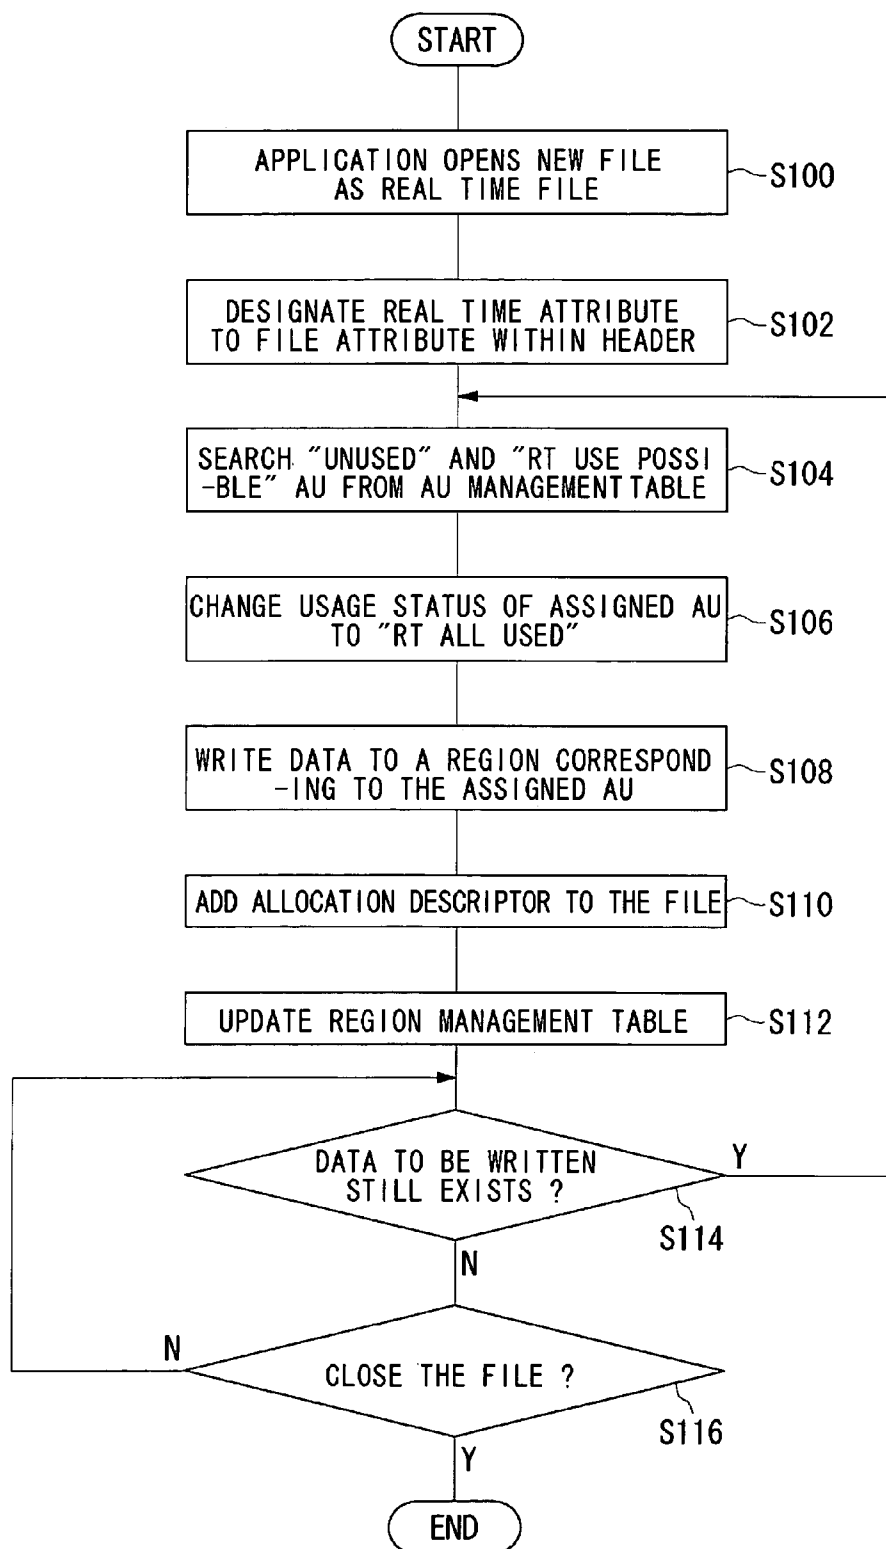 START
APPLICATION OPENS NEW FILE
AS REAL TIME FILE
S100
DESIGNATE REAL TIME ATTRIBUTE
TO FILE ATTRIBUTE WITHIN HEADER
S102
SEARCH "UNUSED" AND "RT USE POSSI
-BLE" AU FROM AU MANAGEMENT TABLE
S104
CHANGE USAGE STATUS OF ASSIGNED AU
TO "RT ALL USED"
S106
WRITE DATA TO A REGION CORRESPOND
-ING TO THE ASSIGNED AU
S108
ADD ALLOCATION DESCRIPTOR TO THE FILE
S110
UPDATE REGION MANAGEMENT TABLE
S112
DATA TO BE WRITTEN
STILL EXISTS ?
Y
S114
N
CLOSE THE FILE ?
N
S116
Y
END